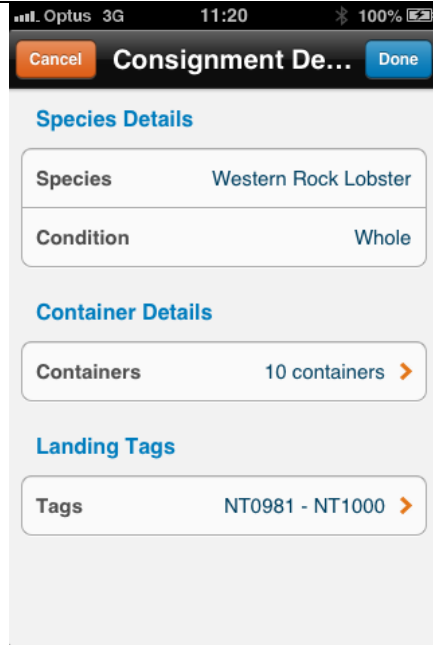 Optus 3G 11:20 100%
Cancel Consignment De... Done
Species Details
Species Western Rock Lobster
Condition Whole
Container Details
Containers 10 containers
Landing Tags
Tags NT0981 - NT1000